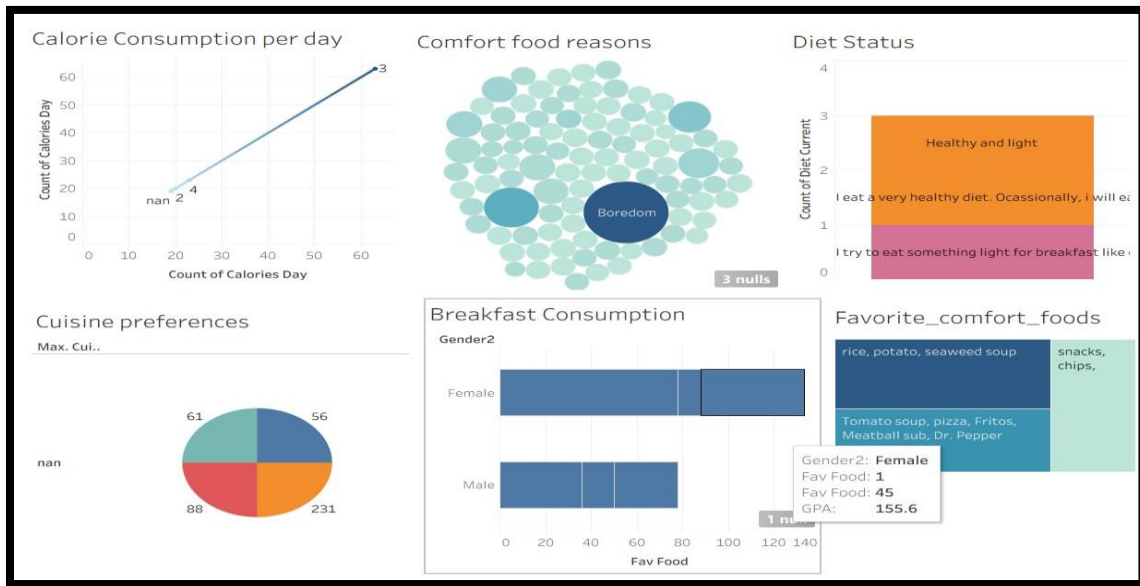 Calorie Consumption per day
60
50
40
30
20
10
0
Count of Calories Day
3
4
nan 2
0 10 20 30 40 50 60
Count of Calories Day
Comfort food reasons
Boredom
3 nulls
Diet Status
4
3
2
1
0
Count of Diet Current
Healthy and light
I eat a very healthy diet. Ocassionally, i will ea
I try to eat something light for breakfast like
Cuisine preferences
Max. Cui..
nan
61 56
88 231
Breakfast Consumption
Gender2
Female
Male
1 nul
0 20 40 60 80 100 120 140
Fav Food
Favorite_comfort_foods
rice, potato, seaweed soup
snacks,
chips,
Tomato soup, pizza, Fritos,
Meatball sub, Dr. Pepper
Gender2: Female
Fav Food: 1
Fav Food: 45
GPA: 155.6